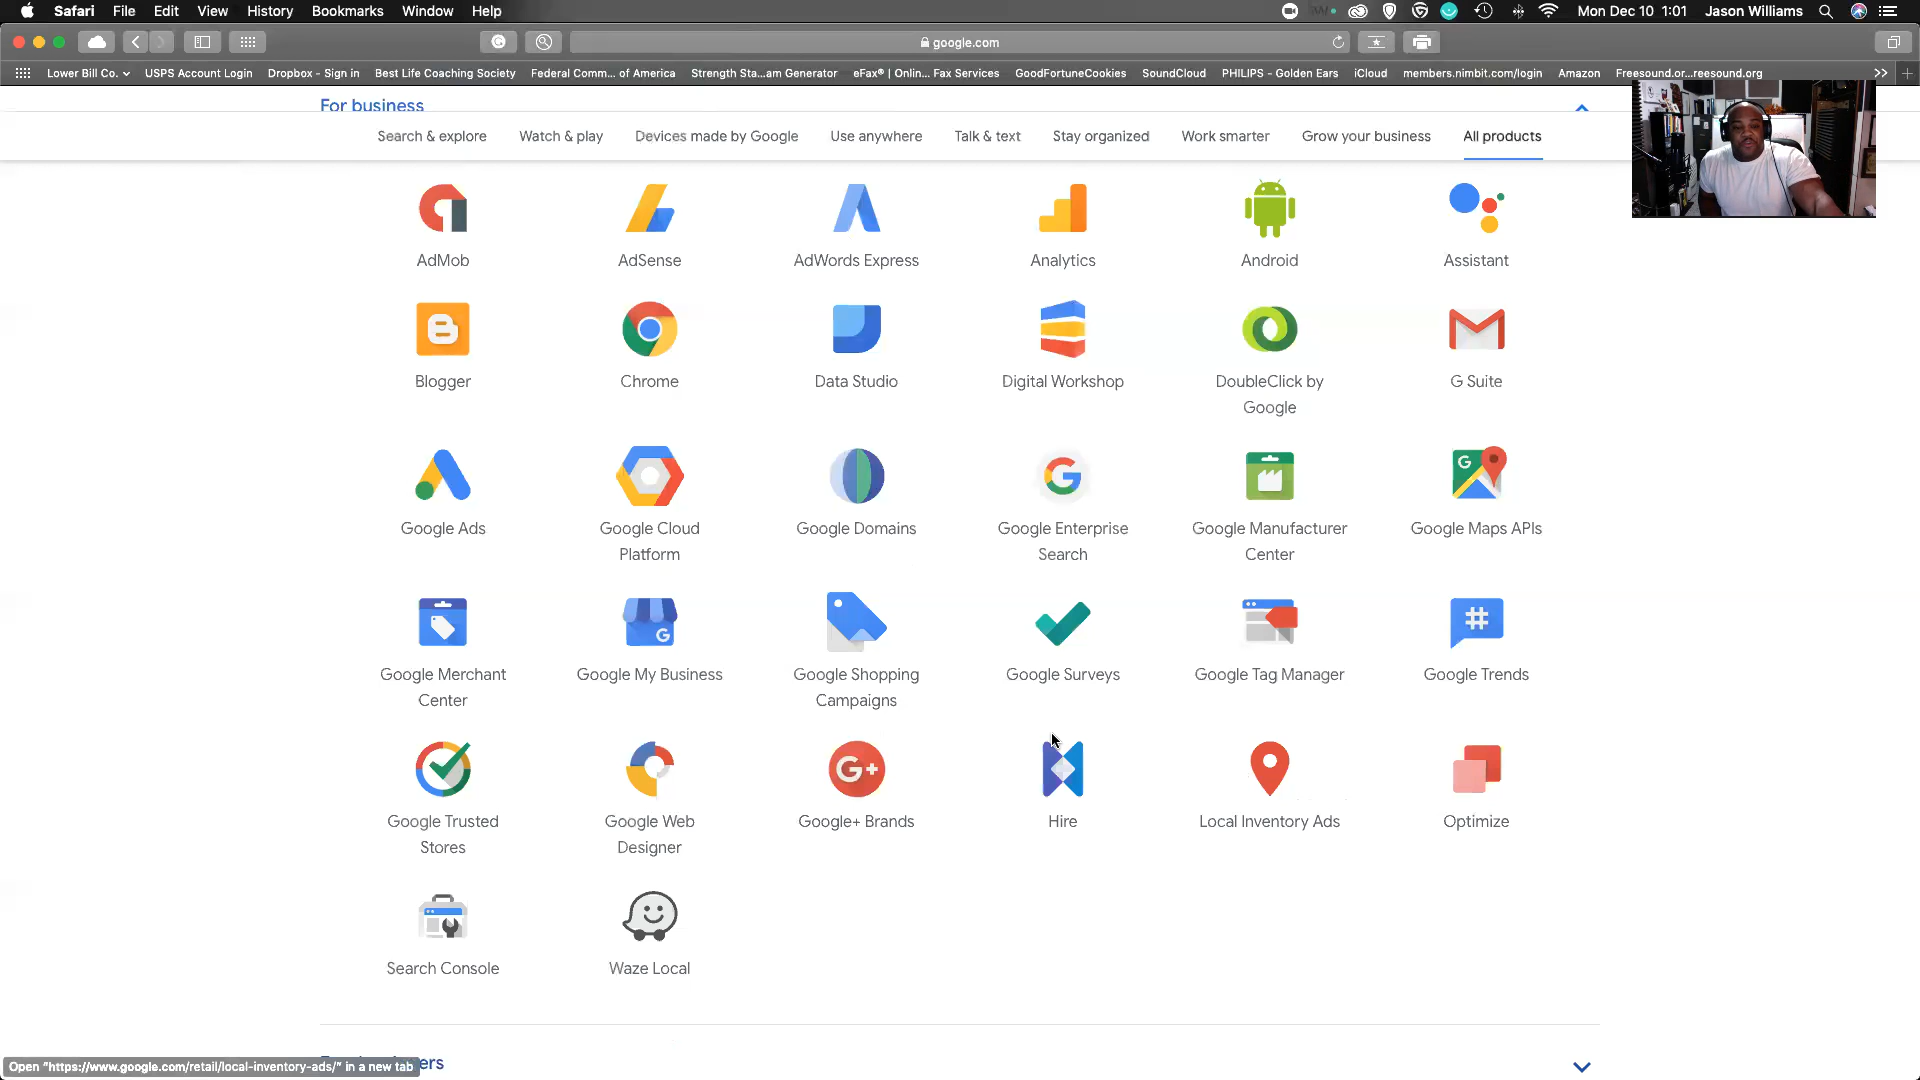 Safari File Edit View History Bookmarks Window Help Mon Dec 10 1:01 Jason Williams
google.com
Lower Bill Co. USPS Account Login Dropbox - Sign in Best Life Coaching Society Federal Comm... of America Strength Sta...am Generator eFax® | Onlin... Fax Services GoodFortuneCookies SoundCloud PHILIPS - Golden Ears iCloud members.nimbit.com/login Amazon Freesound.or...reesound.org
For business
Search & explore Watch & play Devices made by Google Use anywhere Talk & text Stay organized Work smarter Grow your business All products
AdMob AdSense AdWords Express Analytics Android Assistant
Blogger Chrome Data Studio Digital Workshop DoubleClick by G Suite
Google
G
Google Ads Google Cloud Google Domains Google Enterprise Google Manufacturer Google Maps APIs
Platform Search Center
G #
Google Merchant Google My Business Google Shopping Google Surveys Google Tag Manager Google Trends
Center Campaigns
G+
Google Trusted Google Web Google+ Brands Hire Local Inventory Ads Optimize
Stores Designer
Search Console Waze Local
ers
Open "https://www.google.com/retail/local-inventory-ads/" in a new tab